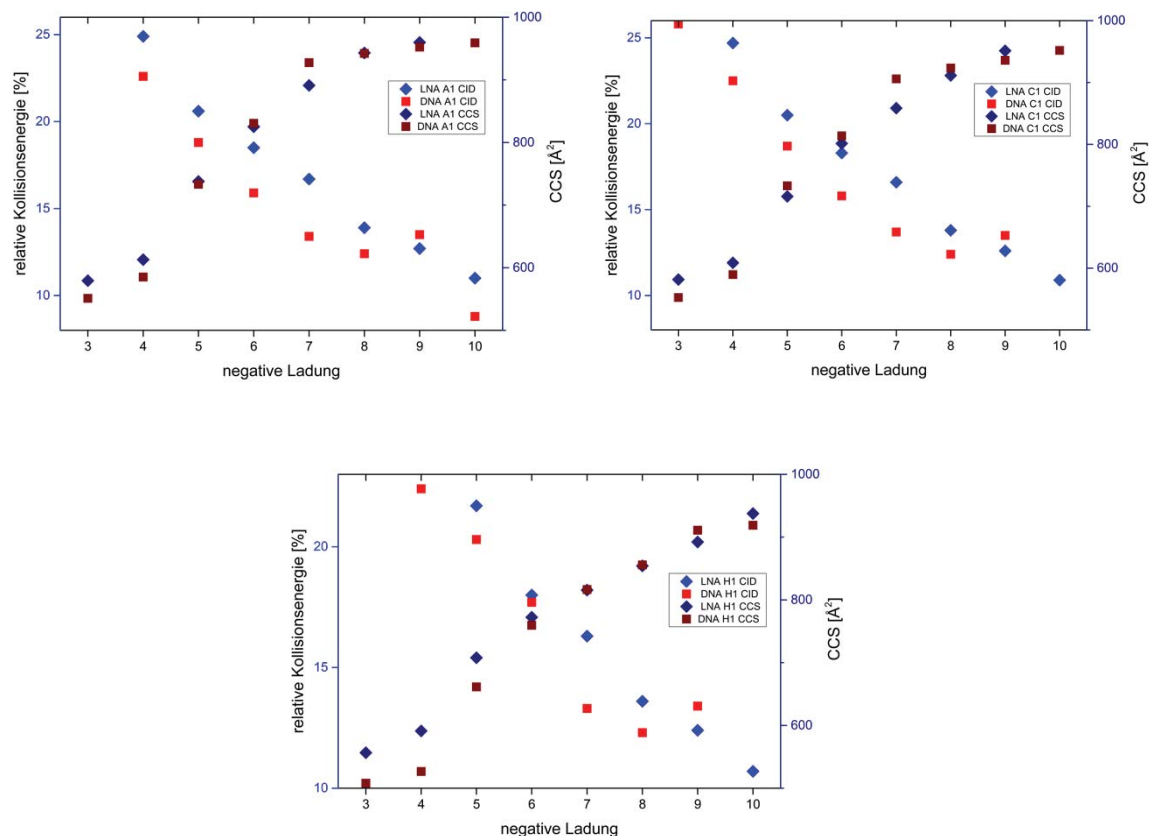 25
20
15
10
relative Kollisionsenergie [%]
1000
800
600
CCS [Å²]
LNA A1 CID
DNA A1 CID
LNA A1 CCS
DNA A1 CCS
3 4 5 6 7 8 9 10
negative Ladung
25
20
15
10
relative Kollisionsenergie [%]
1000
800
600
CCS [Å²]
LNA C1 CID
DNA C1 CID
LNA C1 CCS
DNA C1 CCS
3 4 5 6 7 8 9 10
negative Ladung
20
15
10
relative Kollisionsenergie [%]
1000
800
600
CCS [Å²]
LNA H1 CID
DNA H1 CID
LNA H1 CCS
DNA H1 CCS
3 4 5 6 7 8 9 10
negative Ladung